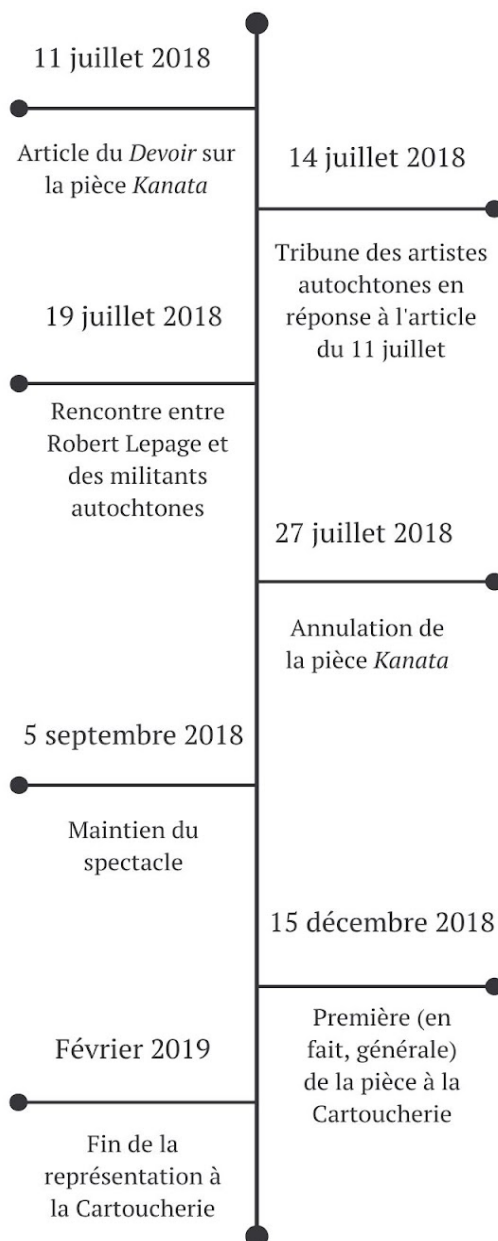 11 juillet 2018
Article du Devoir sur
la pièce Kanata
14 juillet 2018
Tribune des artistes
autochtones en
réponse à l'article
du 11 juillet
19 juillet 2018
Rencontre entre
Robert Lepage et
des militants
autochtones
27 juillet 2018
Annulation de
la pièce Kanata
5 septembre 2018
Maintien du
spectacle
15 décembre 2018
Première (en
fait, générale)
de la pièce à la
Cartoucherie
Février 2019
Fin de la
représentation à
la Cartoucherie